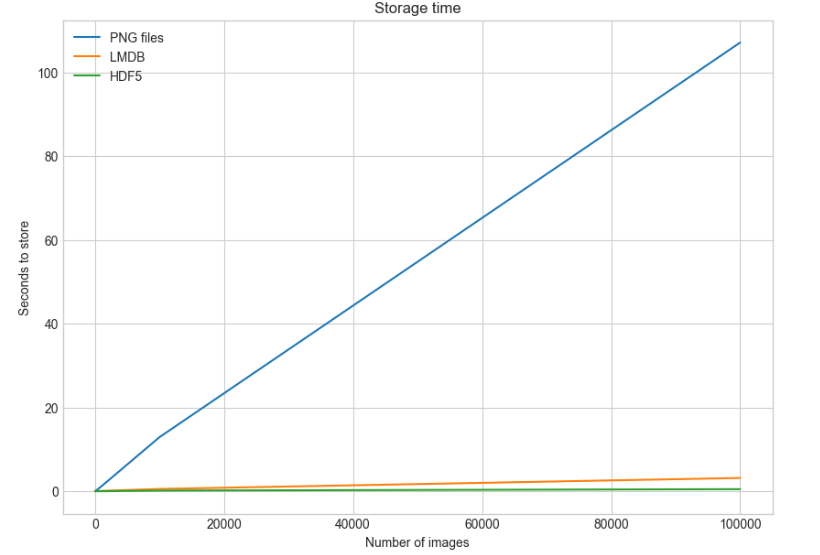 Storage time
PNG files
LMDB
HDF5
100
80
60
40
20
0
Seconds to store
0 20000 40000 60000 80000 100000
Number of images